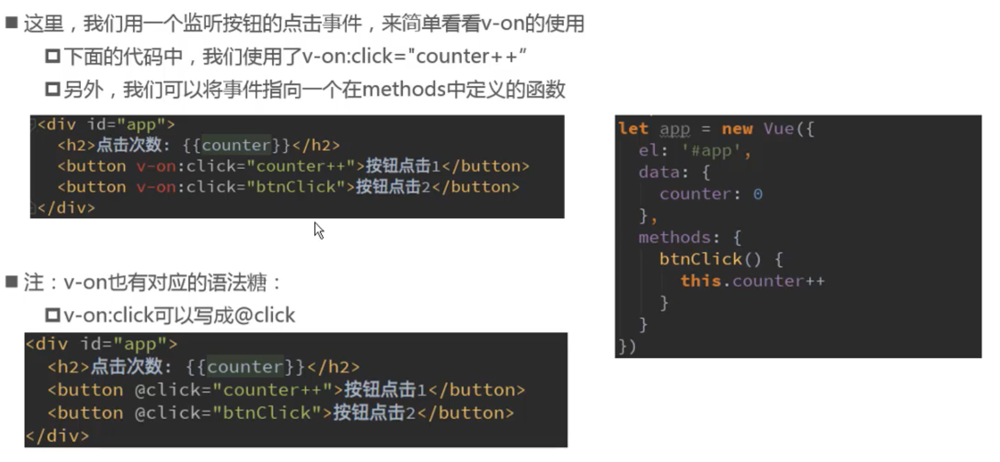 这里，我们用一个监听按钮的点击事件，来简单看看v-on的使用
下面的代码中，我们使用了v-on:click="counter++“
另外，我们可以将事件指向一个在methods中定义的函数
<div id="app">
<h2>点击次数: {{counter}}</h2>
<button v-on:click="counter++">按钮点击1</button>
<button v-on:click="btnClick">按钮点击2</button>
</div>
let app = new Vue({
el: '#app',
data: {
counter: 0
},
methods: {
btnClick() {
this.counter++
}
}
})
注：v-on也有对应的语法糖：
v-on:click可以写成@click
<div id="app">
<h2>点击次数: {{counter}}</h2>
<button @click="counter++">按钮点击1</button>
<button @click="btnClick">按钮点击2</button>
</div>